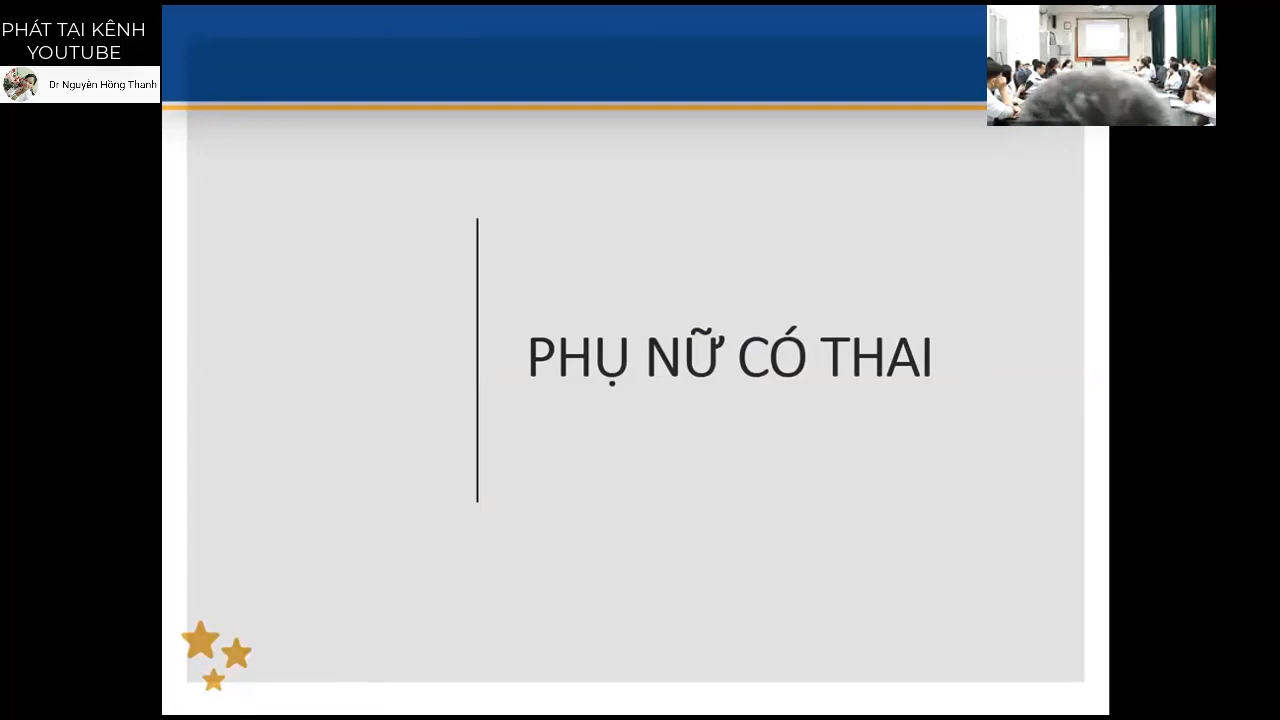 PHÁT TẠI KÊNH
YOUTUBE
Dr Nguyễn Hồng Thanh
PHỤ NỮ CÓ THAI